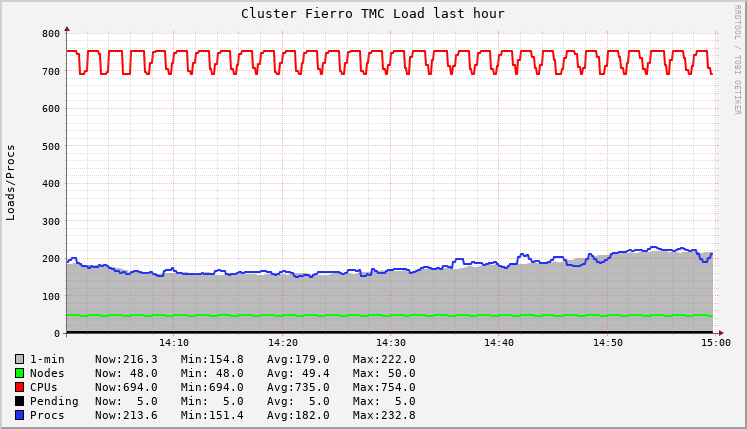 Cluster Fierro TMC Load last hour
RRDTOOL / TOBI OETIKER
Loads/Procs
800
700
600
500
400
300
200
100
0
14:10 14:20 14:30 14:40 14:50 15:00
1-min Now:216.3 Min:154.8 Avg:179.0 Max:222.0
Nodes Now: 48.0 Min: 48.0 Avg: 49.4 Max: 50.0
CPUs Now:694.0 Min:694.0 Avg:735.0 Max:754.0
Pending Now: 5.0 Min: 5.0 Avg: 5.0 Max: 5.0
Procs Now:213.6 Min:151.4 Avg:182.0 Max:232.8